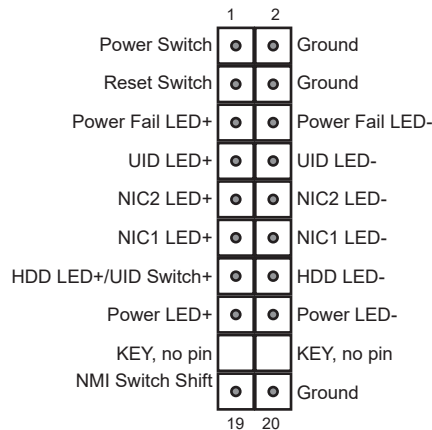 1 2
Power Switch Ground
Reset Switch Ground
Power Fail LED+ Power Fail LED-
UID LED+ UID LED-
NIC2 LED+ NIC2 LED-
NIC1 LED+ NIC1 LED-
HDD LED+/UID Switch+ HDD LED-
Power LED+ Power LED-
KEY, no pin KEY, no pin
NMI Switch Shift Ground
19 20